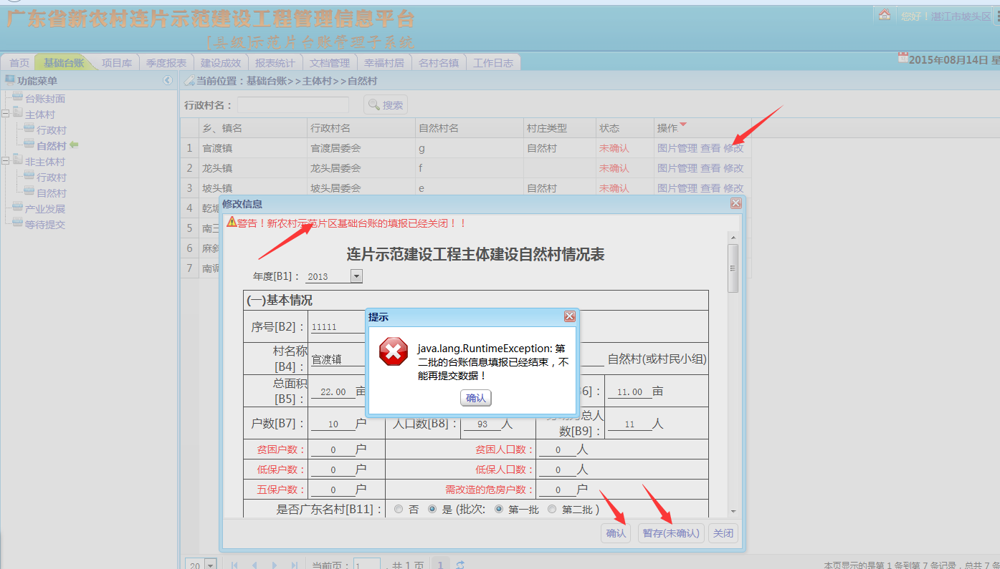 广东省新农村连片示范建设工程管理信息平台
[县级]示范片台账管理子系统
您好！湛江市坡头区
首页 基础台账 项目库 季度报表 建设成效 报表统计 文档管理 幸福村居 名村名镇 工作日志
2015年08月14日 星
功能菜单
台账封面
主体村
行政村
自然村
非主体村
行政村
自然村
产业发展
等待提交
当前位置：基础台账>>主体村>>自然村
行政村名： 搜索
乡、镇名 行政村名 自然村名 村庄类型 状态 操作
1 官渡镇 官渡居委会 g 自然村 未确认 图片管理 查看 修改
2 龙头镇 龙头居委会 f 未确认 图片管理 查看 修改
3 坡头镇 坡头居委会 e 自然村 未确认 图片管理 查看 修改
4 乾塘
5 南三
6 麻斜
7 南调
修改信息
警告！新农村示范片区基础台账的填报已经关闭！！
连片示范建设工程主体建设自然村情况表
年度[B1]： 2013
(一)基本情况
序号[B2]： 11111
村名称[B4]： 官渡镇 自然村(或村民小组)
总面积[B5]： 22.00 亩 6]： 11.00 亩
户数[B7]： 10 户 人口数[B8]： 93 人 总人数[B9]： 11 人
贫困户数： 0 户 贫困人口数： 0 人
低保户数： 0 户 低保人口数： 0 人
五保户数： 0 户 需改造的危房户数： 0 户
是否广东名村[B11]： 否 是 (批次: 第一批 第二批 )
确认 暂存(未确认) 关闭
提示
java.lang.RuntimeException: 第
二批的台账信息填报已经结束，不
能再提交数据！
确认
20 当前页： 1 , 共 1 页 1
本页显示的是第 1 条到第 7 条记录，总共 7 条